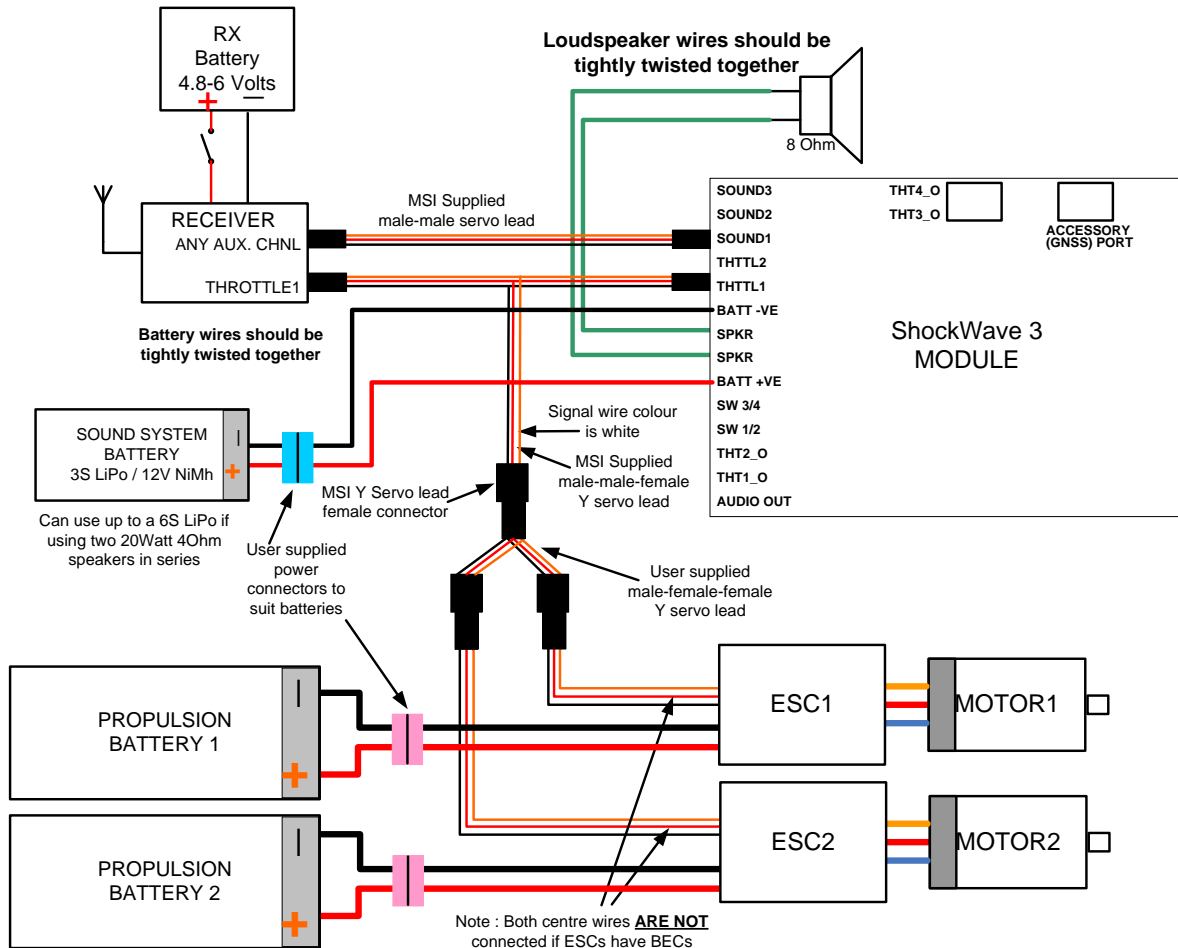 RX
Battery
4.8-6 Volts
+ –
Loudspeaker wires should be
tightly twisted together
8 Ohm
RECEIVER
ANY AUX. CHNL
THROTTLE1
MSI Supplied
male-male servo lead
SOUND3
SOUND2
SOUND1
THTTL2
THTTL1
BATT -VE
SPKR
SPKR
BATT +VE
SW 3/4
SW 1/2
THT2_O
THT1_O
AUDIO OUT
THT4_O
THT3_O
ACCESSORY
(GNSS) PORT
ShockWave 3
MODULE
Battery wires should be
tightly twisted together
SOUND SYSTEM
BATTERY
3S LiPo / 12V NiMh
–
+
Can use up to a 6S LiPo if
using two 20Watt 4Ohm
speakers in series
Signal wire colour
is white
MSI Supplied
male-male-female
Y servo lead
MSI Y Servo lead
female connector
User supplied
power
connectors to
suit batteries
User supplied
male-female-female
Y servo lead
PROPULSION
BATTERY 1
–
+
ESC1
MOTOR1
PROPULSION
BATTERY 2
–
+
ESC2
MOTOR2
Note : Both centre wires ARE NOT
connected if ESCs have BECs